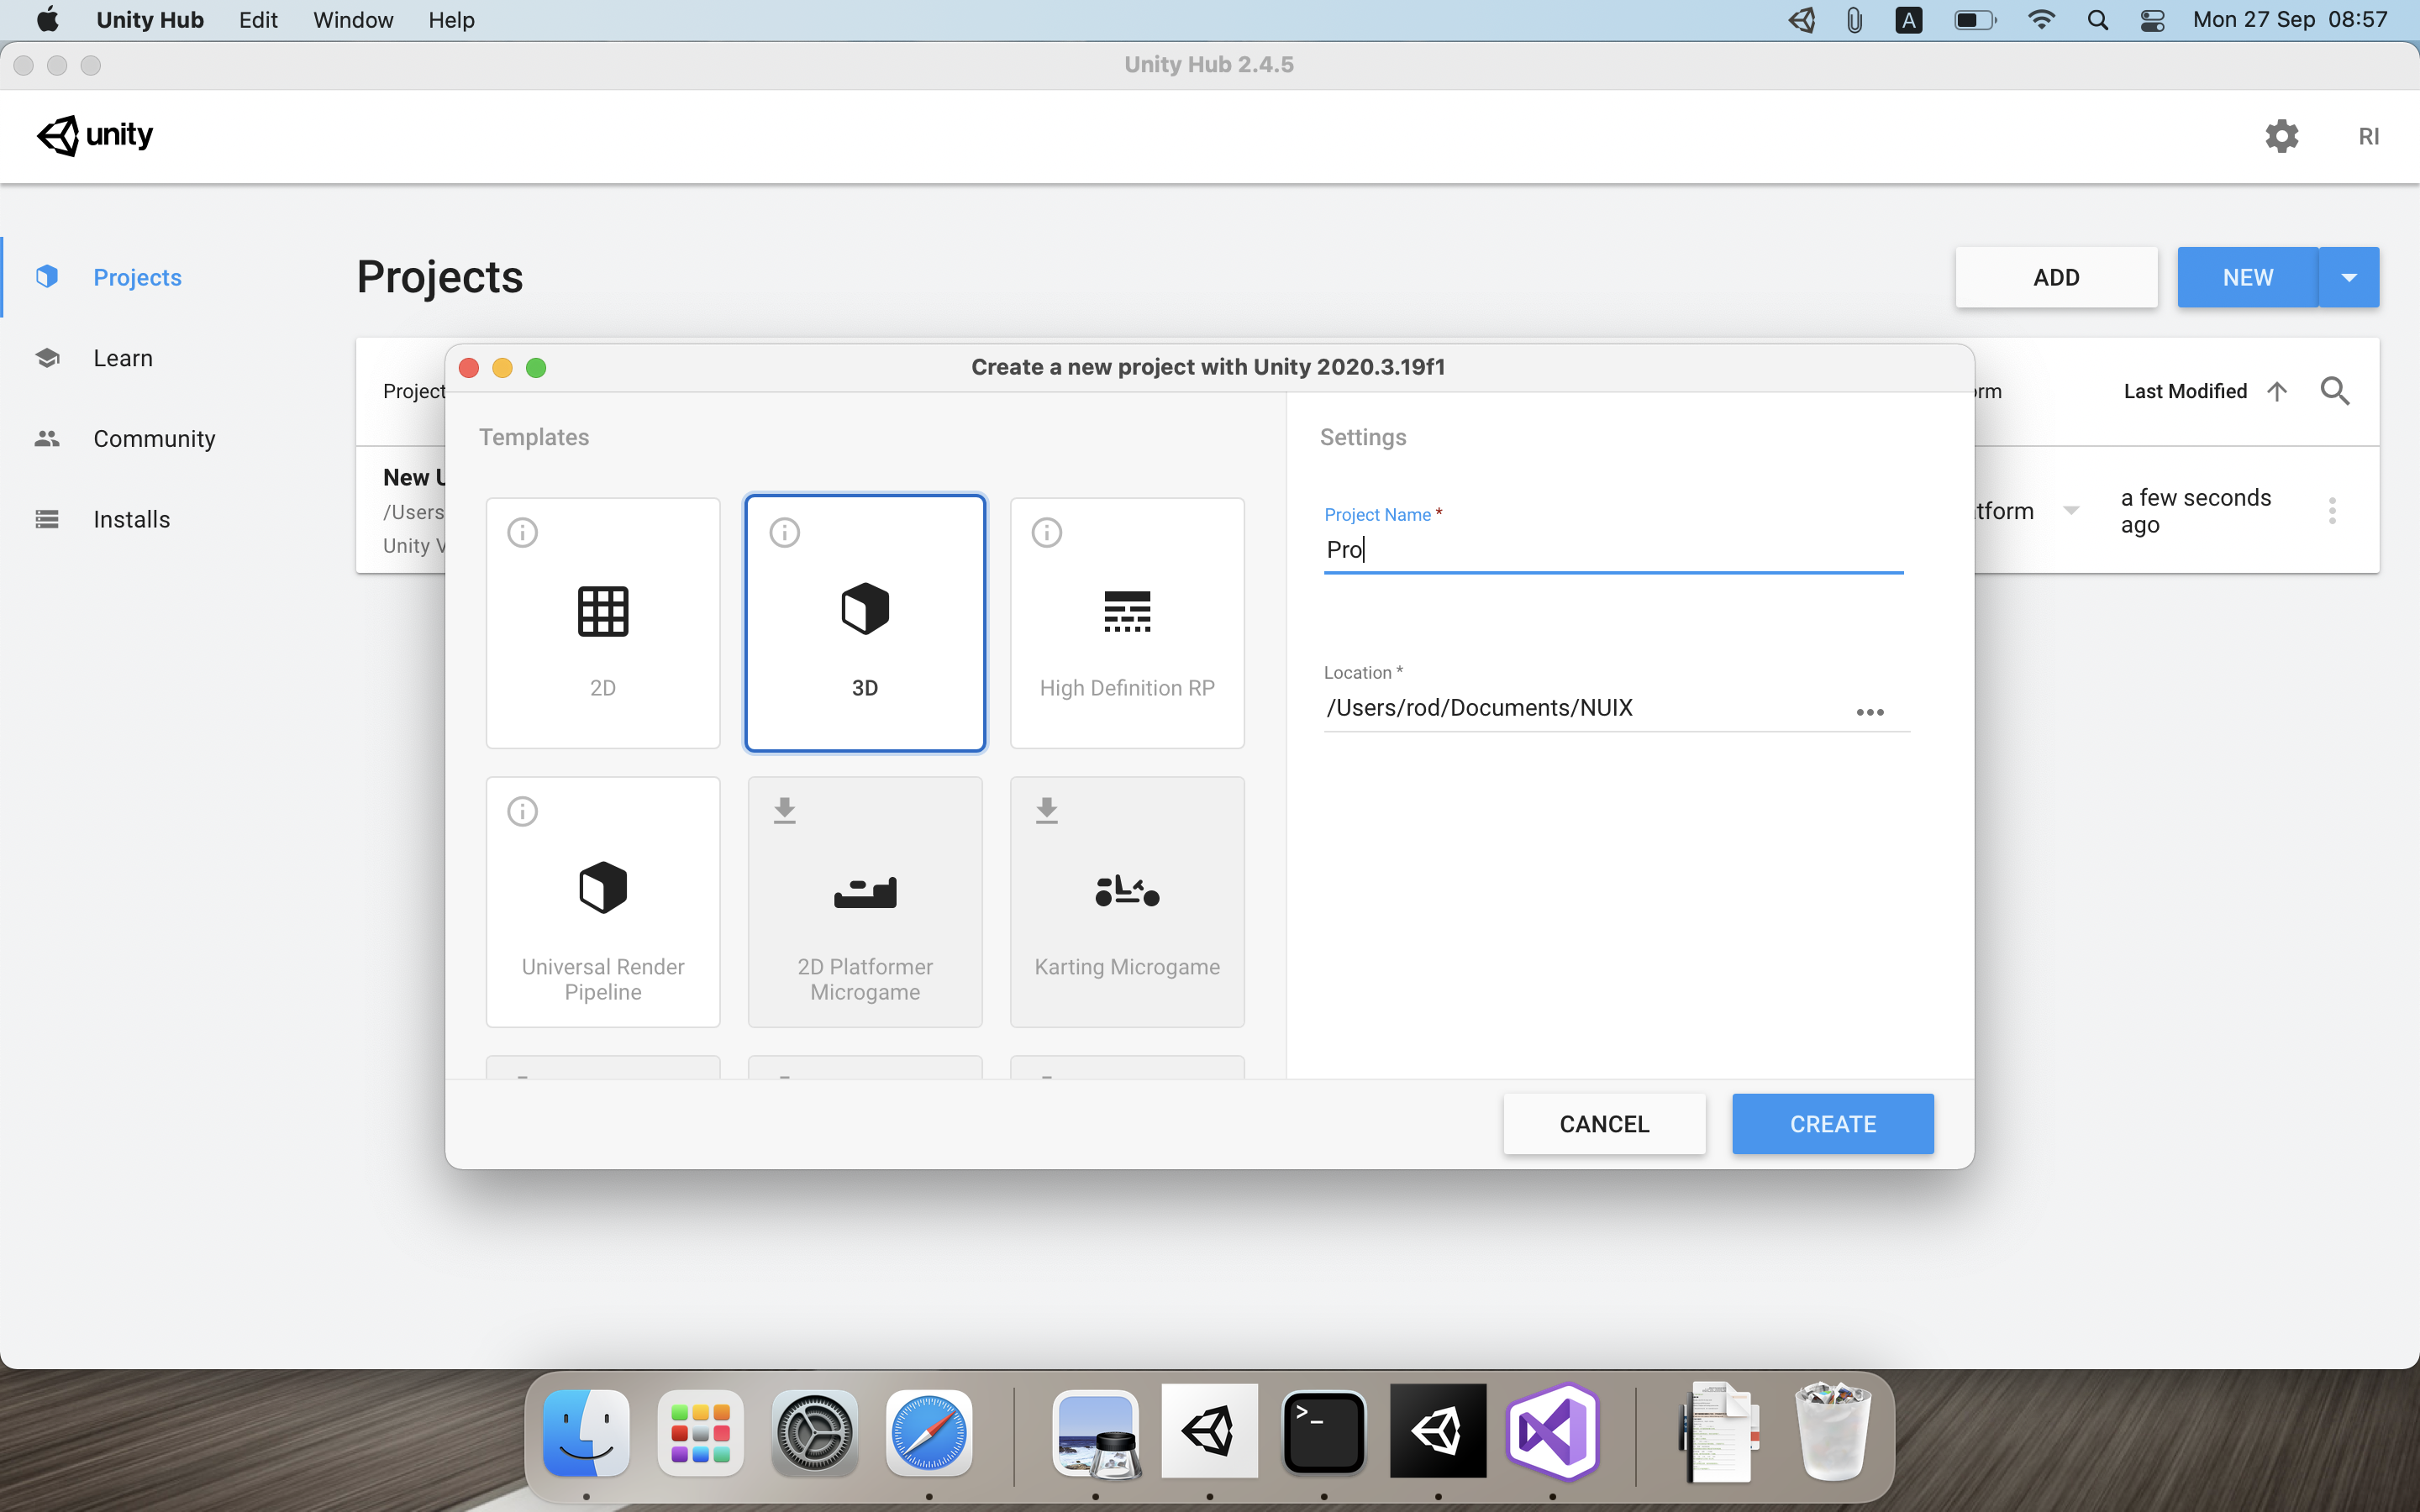 Unity Hub Edit Window Help
A
Mon 27 Sep 08:57
Unity Hub 2.4.5
unity
RI
Projects
Learn
Community
Installs
Projects
ADD
NEW
Project
rm
Last Modified
New U
/Users
Unity V
tform
a few seconds
ago
Create a new project with Unity 2020.3.19f1
Templates
2D
3D
High Definition RP
Universal Render
Pipeline
2D Platformer
Microgame
Karting Microgame
Settings
Project Name *
Pro
Location *
/Users/rod/Documents/NUIX
CANCEL
CREATE
>_